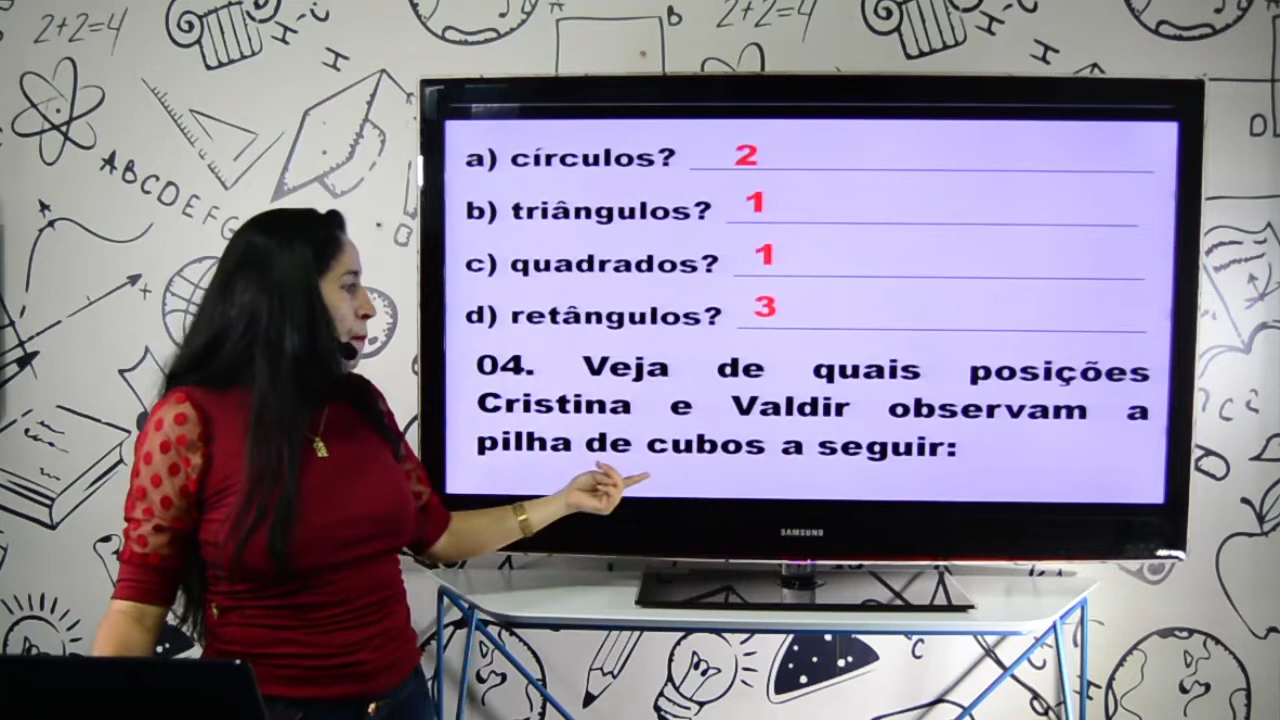 2+2=4
B
2+2=4
ABCDEFG
D
a) círculos? 2
b) triângulos? 1
c) quadrados? 1
d) retângulos? 3
04. Veja de quais posições
Cristina e Valdir observam a
pilha de cubos a seguir:
SAMSUNG